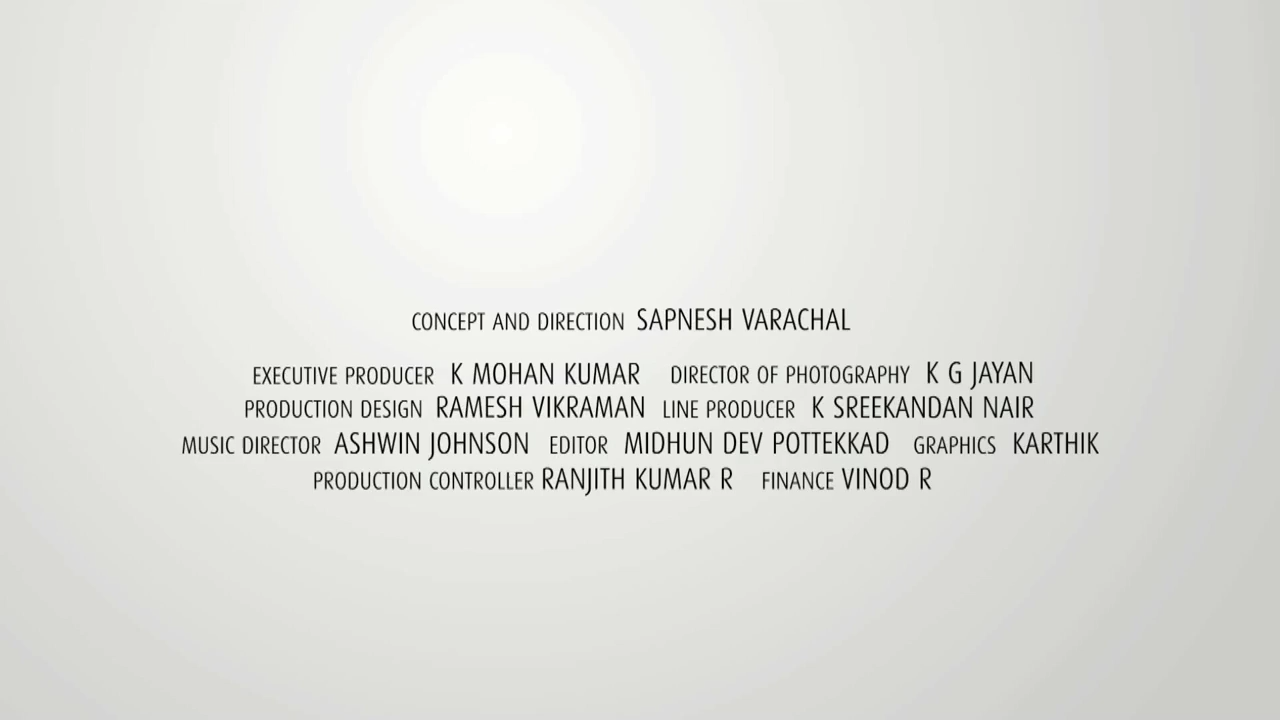 CONCEPT AND DIRECTION SAPNESH VARACHAL
EXECUTIVE PRODUCER K MOHAN KUMAR DIRECTOR OF PHOTOGRAPHY K G JAYAN
PRODUCTION DESIGN RAMESH VIKRAMAN LINE PRODUCER K SREEKANDAN NAIR
MUSIC DIRECTOR ASHWIN JOHNSON EDITOR MIDHUN DEV POTTEKKAD GRAPHICS KARTHIK
PRODUCTION CONTROLLER RANJITH KUMAR R FINANCE VINOD R